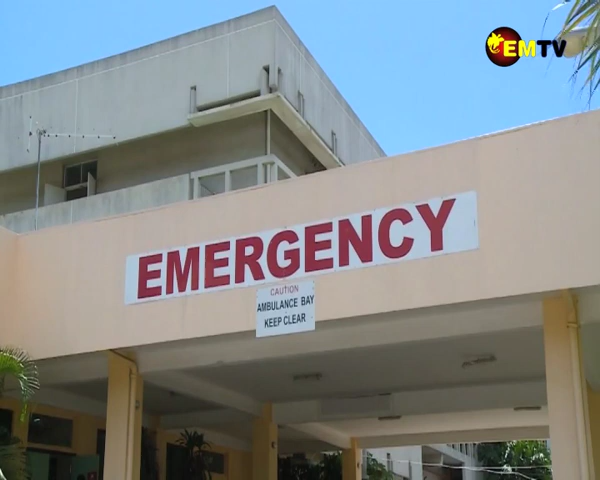 EMTV
EMERGENCY
CAUTION
AMBULANCE BAY
KEEP CLEAR